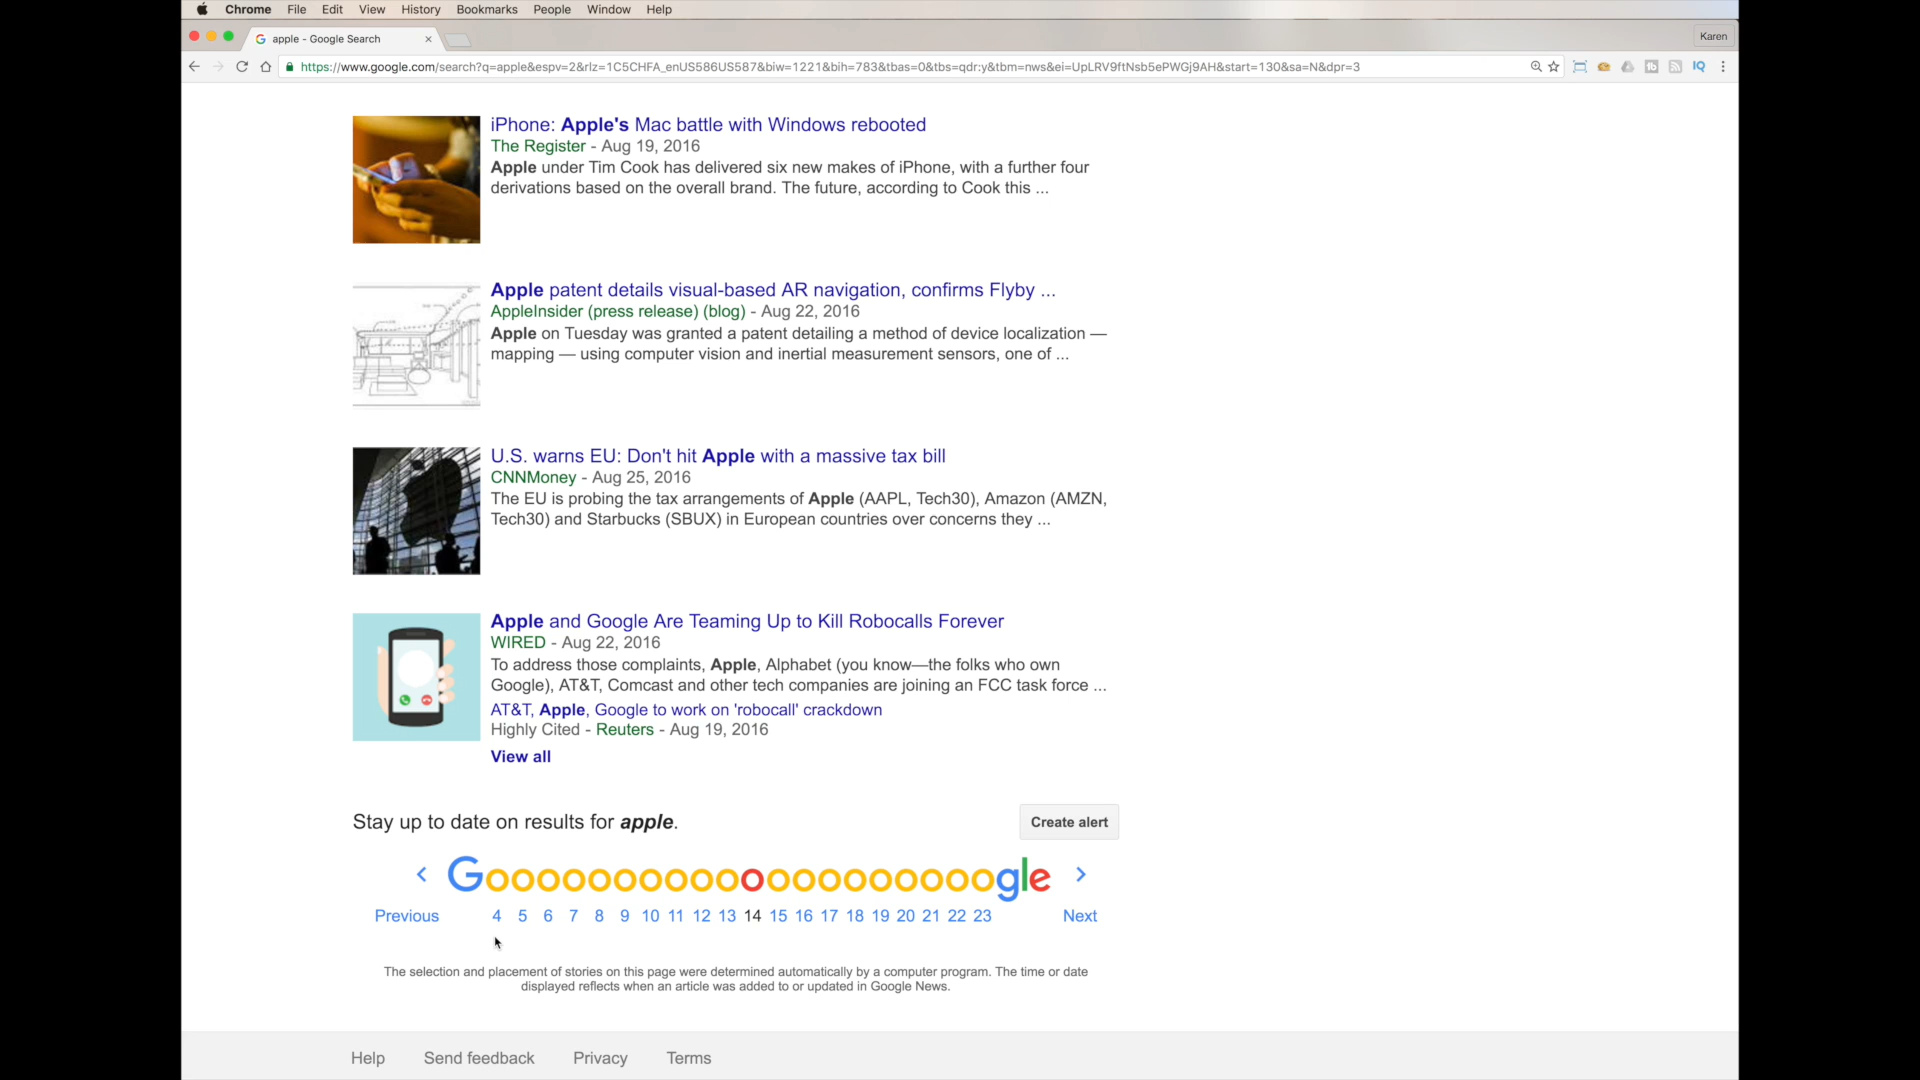 Chrome File Edit View History Bookmarks People Window Help
apple - Google Search
Karen
https://www.google.com/search?q=apple&espv=2&rlz=1C5CHFA_enUS586US587&biw=1221&bih=783&tbas=0&tbs=qdr:y&tbm=nws&ei=UpLRV9ftNsb5ePWGj9AH&start=130&sa=N&dpr=3
IQ
iPhone: Apple's Mac battle with Windows rebooted
The Register - Aug 19, 2016
Apple under Tim Cook has delivered six new makes of iPhone, with a further four
derivations based on the overall brand. The future, according to Cook this ...
Apple patent details visual-based AR navigation, confirms Flyby ...
AppleInsider (press release) (blog) - Aug 22, 2016
Apple on Tuesday was granted a patent detailing a method of device localization —
mapping — using computer vision and inertial measurement sensors, one of ...
U.S. warns EU: Don't hit Apple with a massive tax bill
CNNMoney - Aug 25, 2016
The EU is probing the tax arrangements of Apple (AAPL, Tech30), Amazon (AMZN,
Tech30) and Starbucks (SBUX) in European countries over concerns they ...
Apple and Google Are Teaming Up to Kill Robocalls Forever
WIRED - Aug 22, 2016
To address those complaints, Apple, Alphabet (you know—the folks who own
Google), AT&T, Comcast and other tech companies are joining an FCC task force ...
AT&T, Apple, Google to work on 'robocall' crackdown
Highly Cited - Reuters - Aug 19, 2016
View all
Stay up to date on results for apple.
Create alert
< Goooooooooooooooooooogle >
Previous 4 5 6 7 8 9 10 11 12 13 14 15 16 17 18 19 20 21 22 23 Next
The selection and placement of stories on this page were determined automatically by a computer program. The time or date
displayed reflects when an article was added to or updated in Google News.
Help Send feedback Privacy Terms